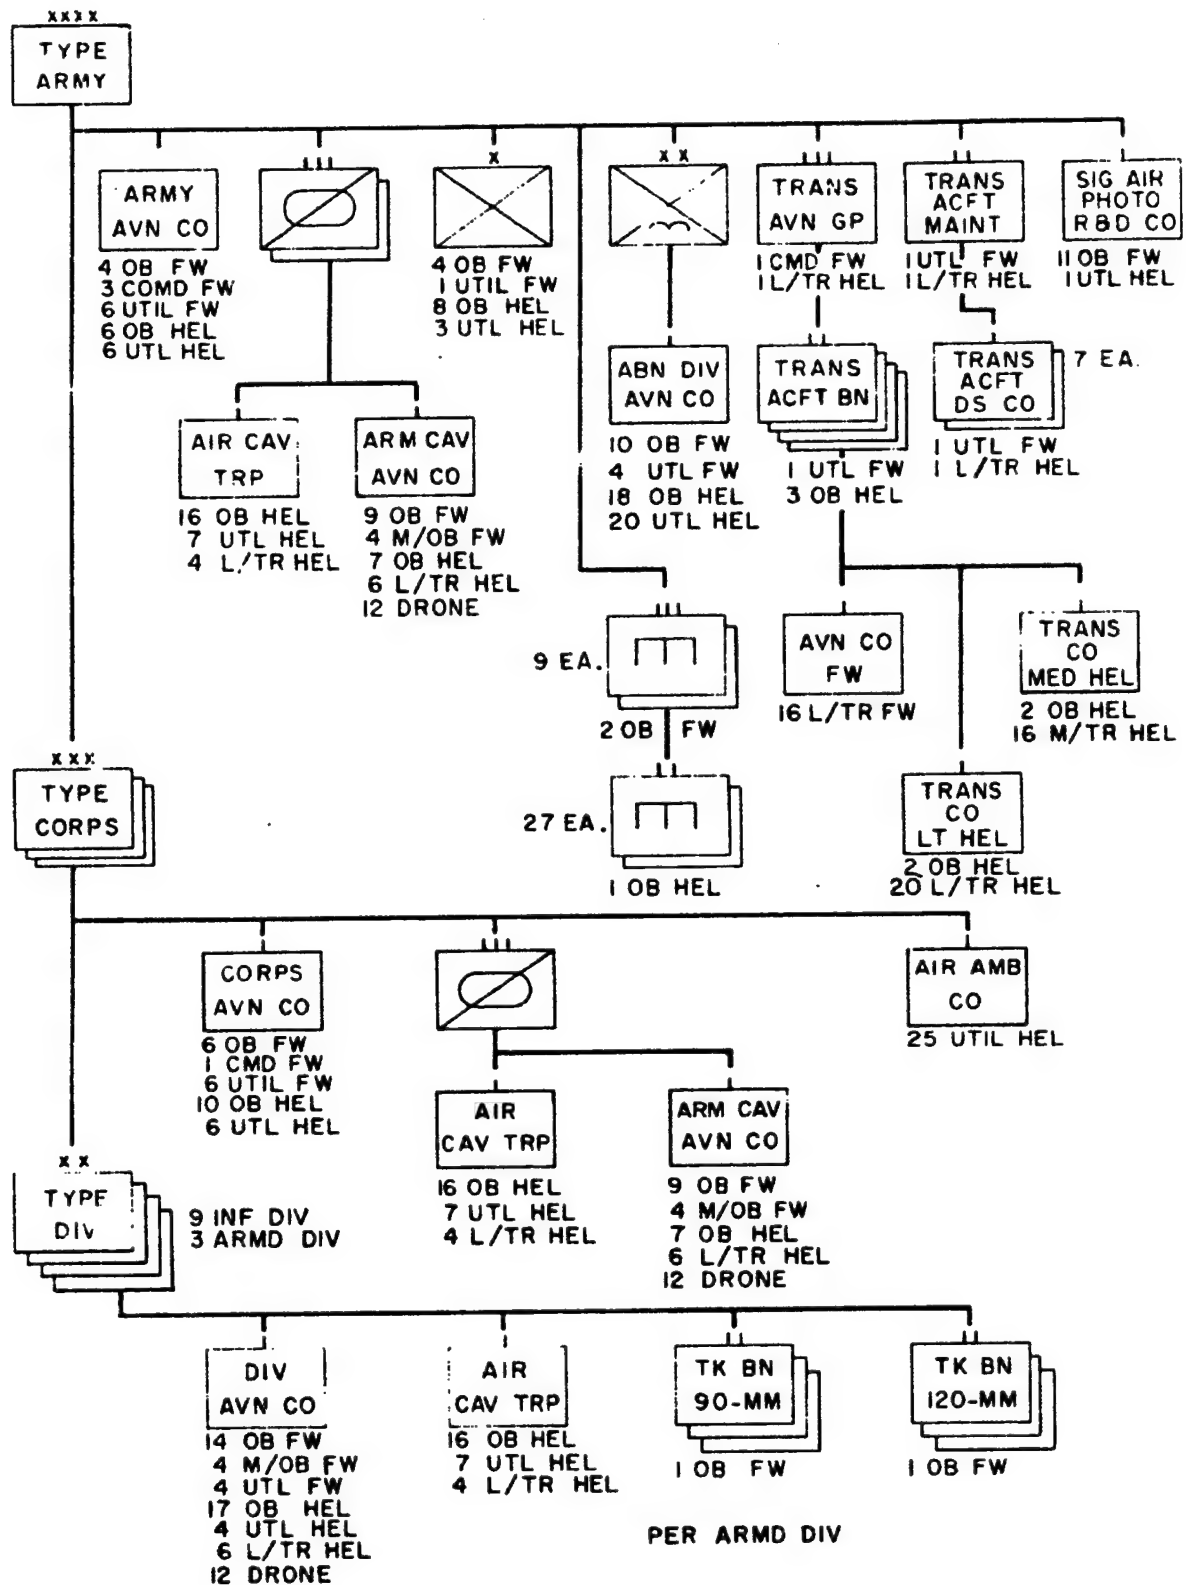 XXXX
TYPE
ARMY
ARMY
AVN CO
4 OB FW
3 COMD FW
6 UTIL FW
6 OB HEL
6 UTL HEL
X
4 OB FW
1 UTIL FW
8 OB HEL
3 UTL HEL
XX
TRANS
AVN GP
1 CMD FW
1 L/TR HEL
TRANS
ACFT
MAINT
1 UTL FW
1 L/TR HEL
SIG AIR
PHOTO
R&D CO
11 OB FW
1 UTL HEL
AIR CAV
TRP
16 OB HEL
7 UTL HEL
4 L/TR HEL
ARM CAV
AVN CO
9 OB FW
4 M/OB FW
7 OB HEL
6 L/TR HEL
12 DRONE
ABN DIV
AVN CO
10 OB FW
4 UTL FW
18 OB HEL
20 UTL HEL
TRANS
ACFT BN
1 UTL FW
3 OB HEL
TRANS
ACFT
DS CO
7 EA.
1 UTL FW
1 L/TR HEL
9 EA.
2 OB FW
27 EA.
1 OB HEL
AVN CO
FW
16 L/TR FW
TRANS
CO
MED HEL
2 OB HEL
16 M/TR HEL
TRANS
CO
LT HEL
2 OB HEL
20 L/TR HEL
XXX
TYPE
CORPS
CORPS
AVN CO
6 OB FW
1 CMD FW
6 UTIL FW
10 OB HEL
6 UTL HEL
AIR AMB
CO
25 UTIL HEL
AIR
CAV TRP
16 OB HEL
7 UTL HEL
4 L/TR HEL
ARM CAV
AVN CO
9 OB FW
4 M/OB FW
7 OB HEL
6 L/TR HEL
12 DRONE
XX
TYPE
DIV
9 INF DIV
3 ARMD DIV
DIV
AVN CO
14 OB FW
4 M/OB FW
4 UTL FW
17 OB HEL
4 UTL HEL
6 L/TR HEL
12 DRONE
AIR
CAV TRP
16 OB HEL
7 UTL HEL
4 L/TR HEL
TK BN
90-MM
1 OB FW
TK BN
120-MM
1 OB FW
PER ARMD DIV